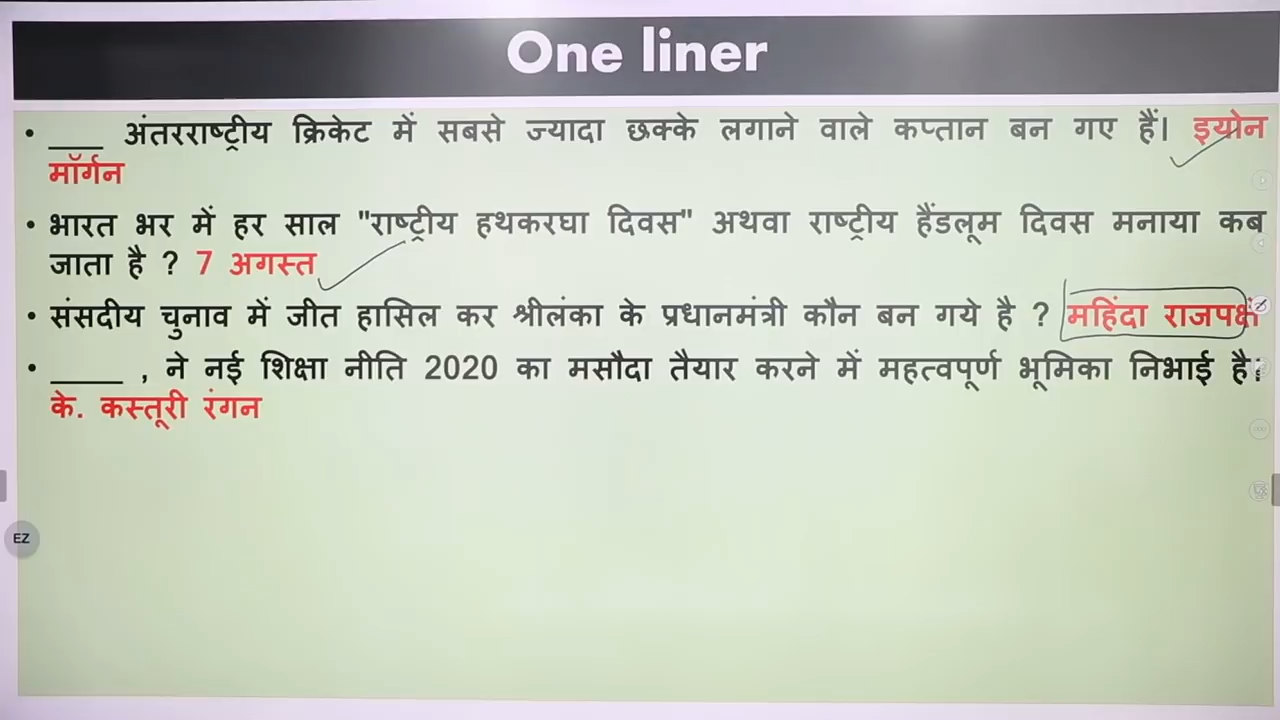 One liner
• ____ अंतरराष्ट्रीय क्रिकेट में सबसे ज्यादा छक्के लगाने वाले कप्तान बन गए हैं। इयोन
मॉर्गन
• भारत भर में हर साल "राष्ट्रीय हथकरघा दिवस" अथवा राष्ट्रीय हैंडलूम दिवस मनाया कब
जाता है ? 7 अगस्त
• संसदीय चुनाव में जीत हासिल कर श्रीलंका के प्रधानमंत्री कौन बन गये है ? महिंदा राजपक्षे
• _____ , ने नई शिक्षा नीति 2020 का मसौदा तैयार करने में महत्वपूर्ण भूमिका निभाई है।
के. कस्तूरी रंगन
EZ